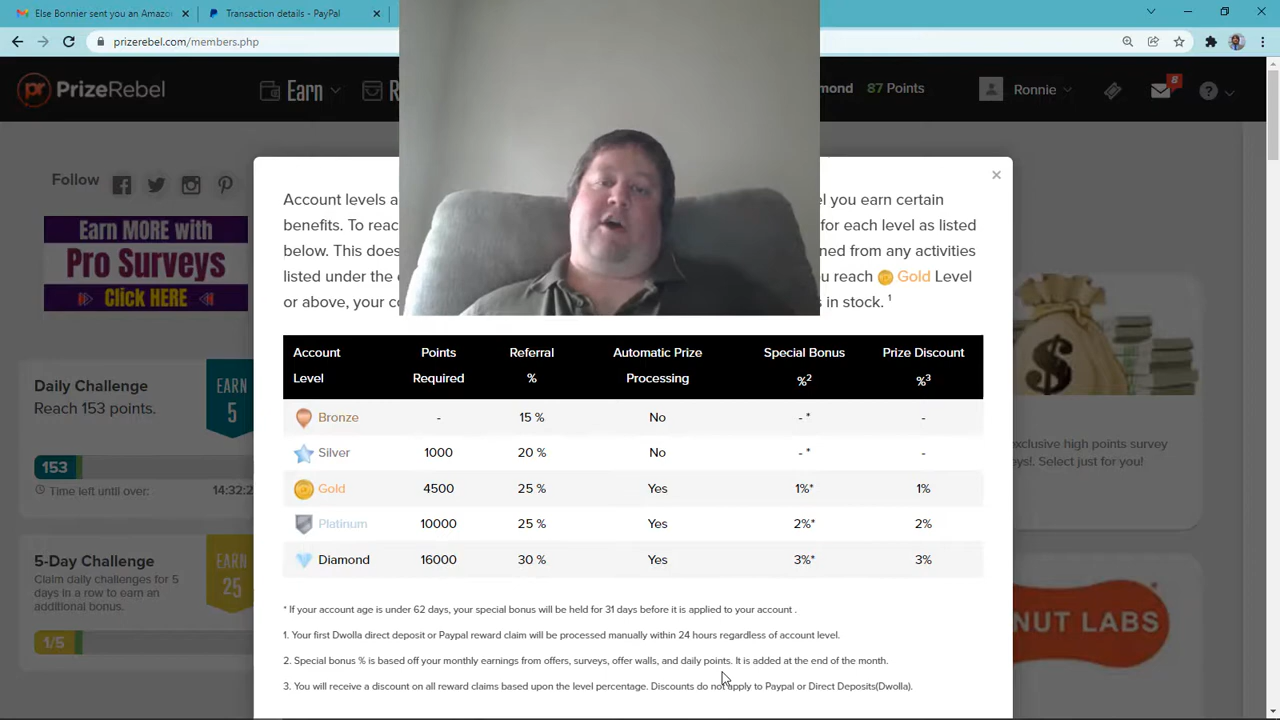 Else Bonnier sent you an Amazo
Transaction details - PayPal
prizerebel.com/members.php
pr PrizeRebel
Earn
R
mond
87 Points
Ronnie
8
Follow
Earn MORE with
Pro Surveys
Click HERE
Account levels a
el you earn certain
benefits. To reac
for each level as listed
below. This does
ned from any activities
listed under the
u reach Gold Level
or above, your co
s in stock. ¹
Account Level Points Required Referral % Automatic Prize Processing Special Bonus %² Prize Discount %³
Bronze - 15 % No - * -
Silver 1000 20 % No - * -
Gold 4500 25 % Yes 1%* 1%
Platinum 10000 25 % Yes 2%* 2%
Diamond 16000 30 % Yes 3%* 3%
* If your account age is under 62 days, your special bonus will be held for 31 days before it is applied to your account .
1. Your first Dwolla direct deposit or Paypal reward claim will be processed manually within 24 hours regardless of account level.
2. Special bonus % is based off your monthly earnings from offers, surveys, offer walls, and daily points. It is added at the end of the month.
3. You will receive a discount on all reward claims based upon the level percentage. Discounts do not apply to Paypal or Direct Deposits(Dwolla).
Daily Challenge
Reach 153 points.
EARN
5
153
Time left until over:
14:32:2
5-Day Challenge
Claim daily challenges for 5
days in a row to earn an
additional bonus.
EARN
25
1/5
exclusive high points survey
ys!. Select just for you!
NUT LABS